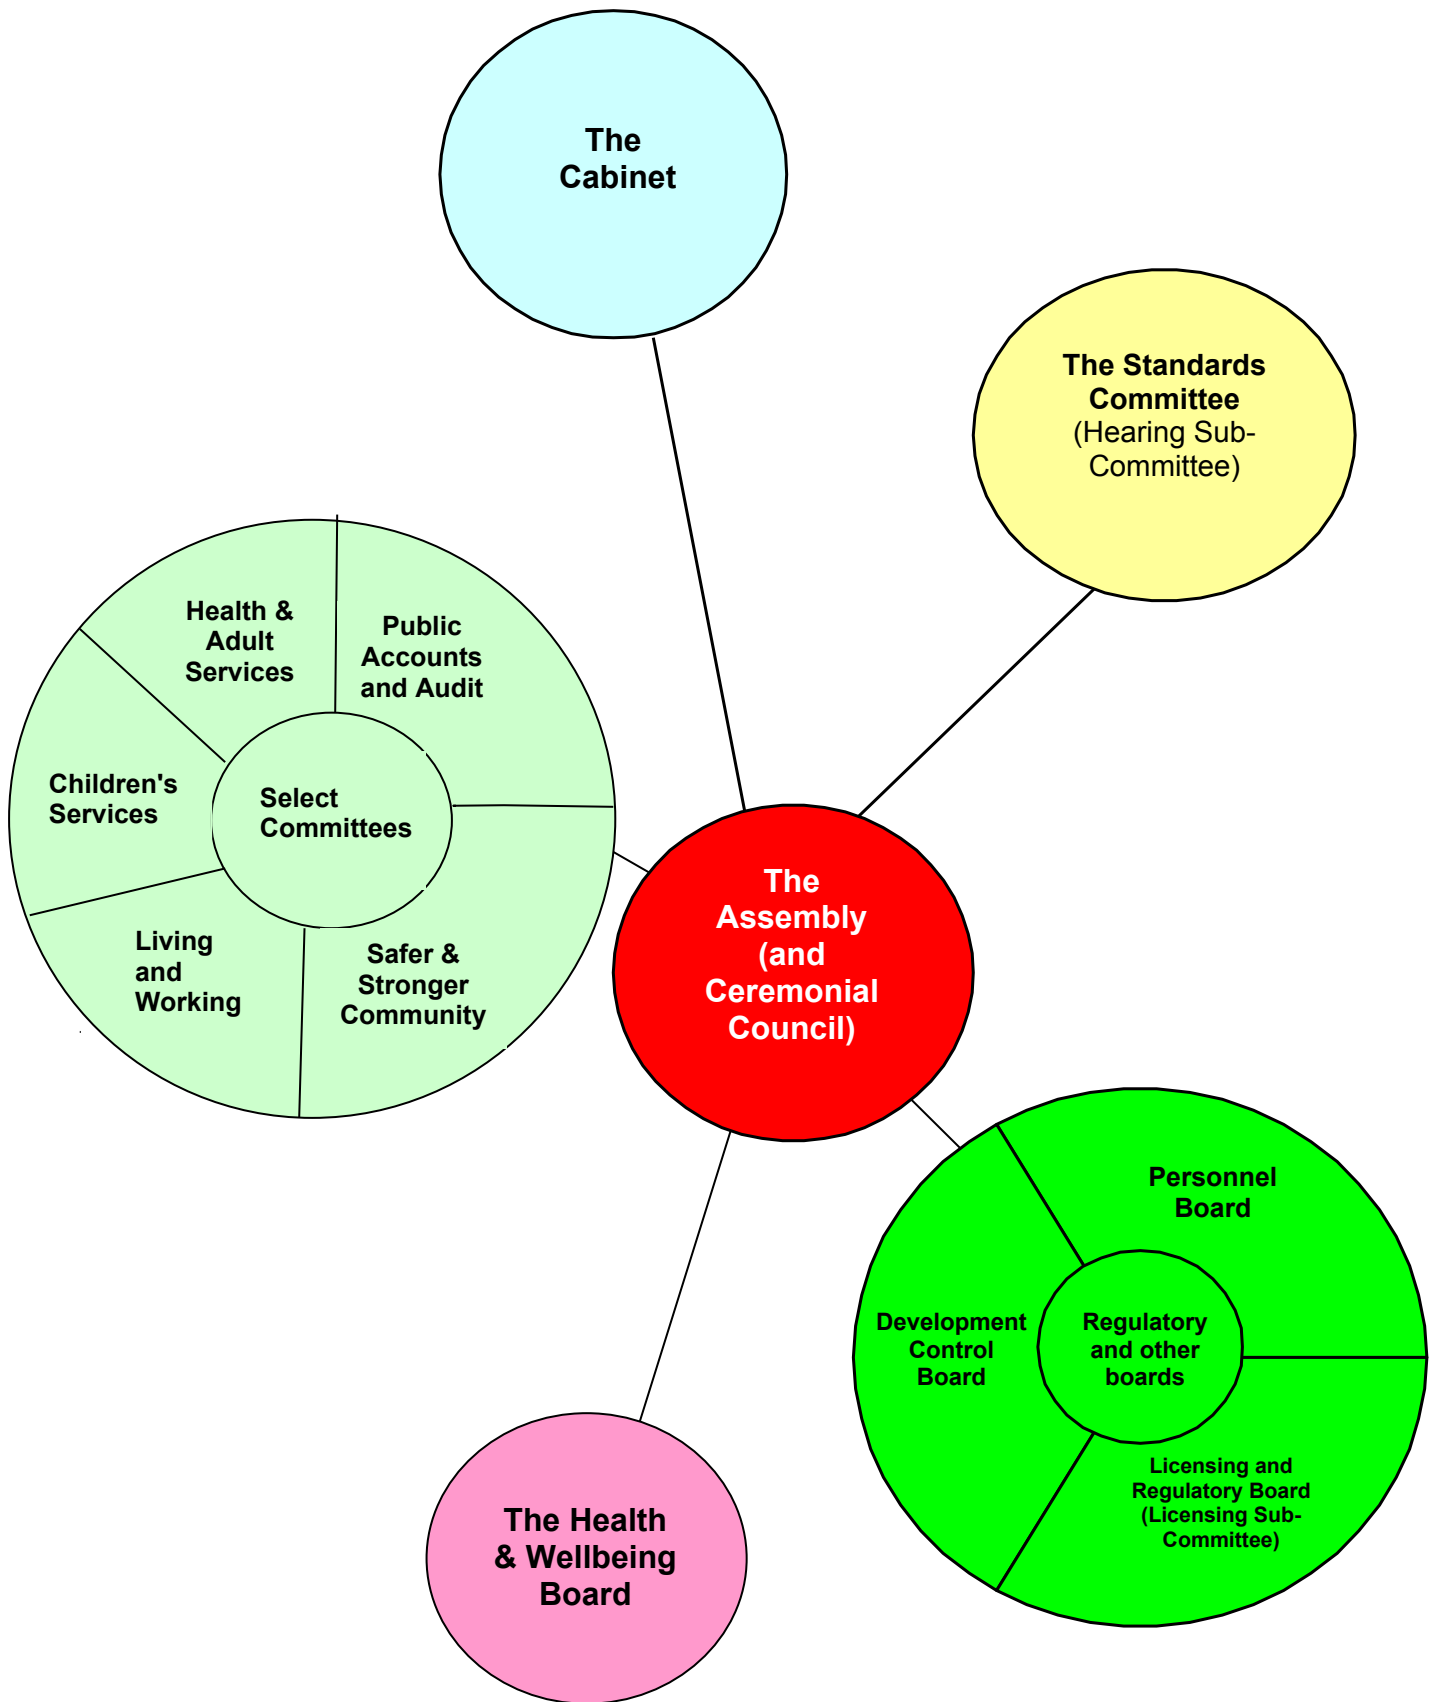 The
Cabinet
The Standards
Committee
(Hearing Sub-
Committee)
Health &
Adult
Services
Public
Accounts
and Audit
Children's
Services
Select
Committees
Living
and
Working
Safer &
Stronger
Community
The
Assembly
(and
Ceremonial
Council)
Personnel
Board
Development
Control
Board
Regulatory
and other
boards
Licensing and
Regulatory Board
(Licensing Sub-
Committee)
The Health
& Wellbeing
Board